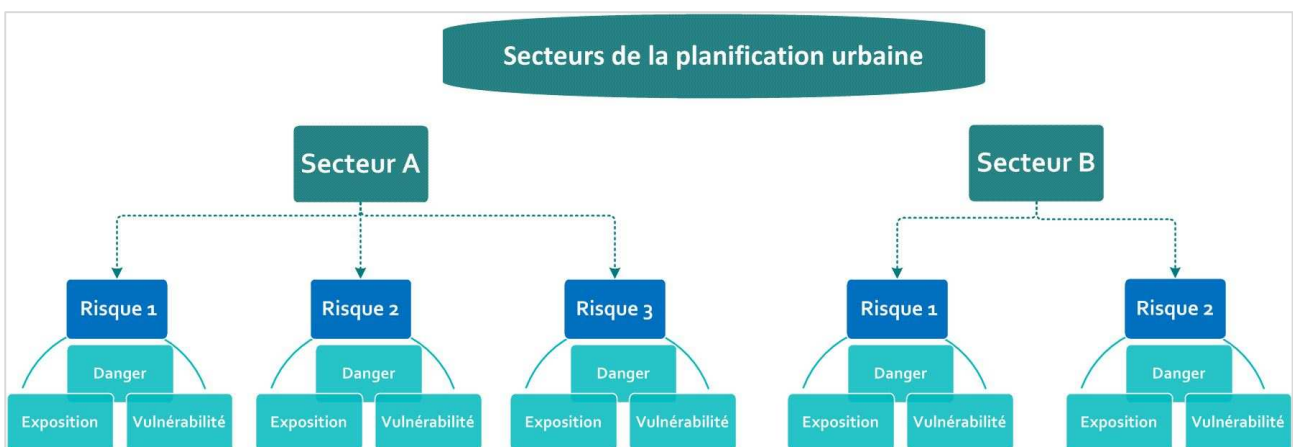 Secteurs de la planification urbaine
Secteur A
Secteur B
Risque 1
Risque 2
Risque 3
Risque 1
Risque 2
Danger
Danger
Danger
Danger
Danger
Exposition
Vulnérabilité
Exposition
Vulnérabilité
Exposition
Vulnérabilité
Exposition
Vulnérabilité
Exposition
Vulnérabilité